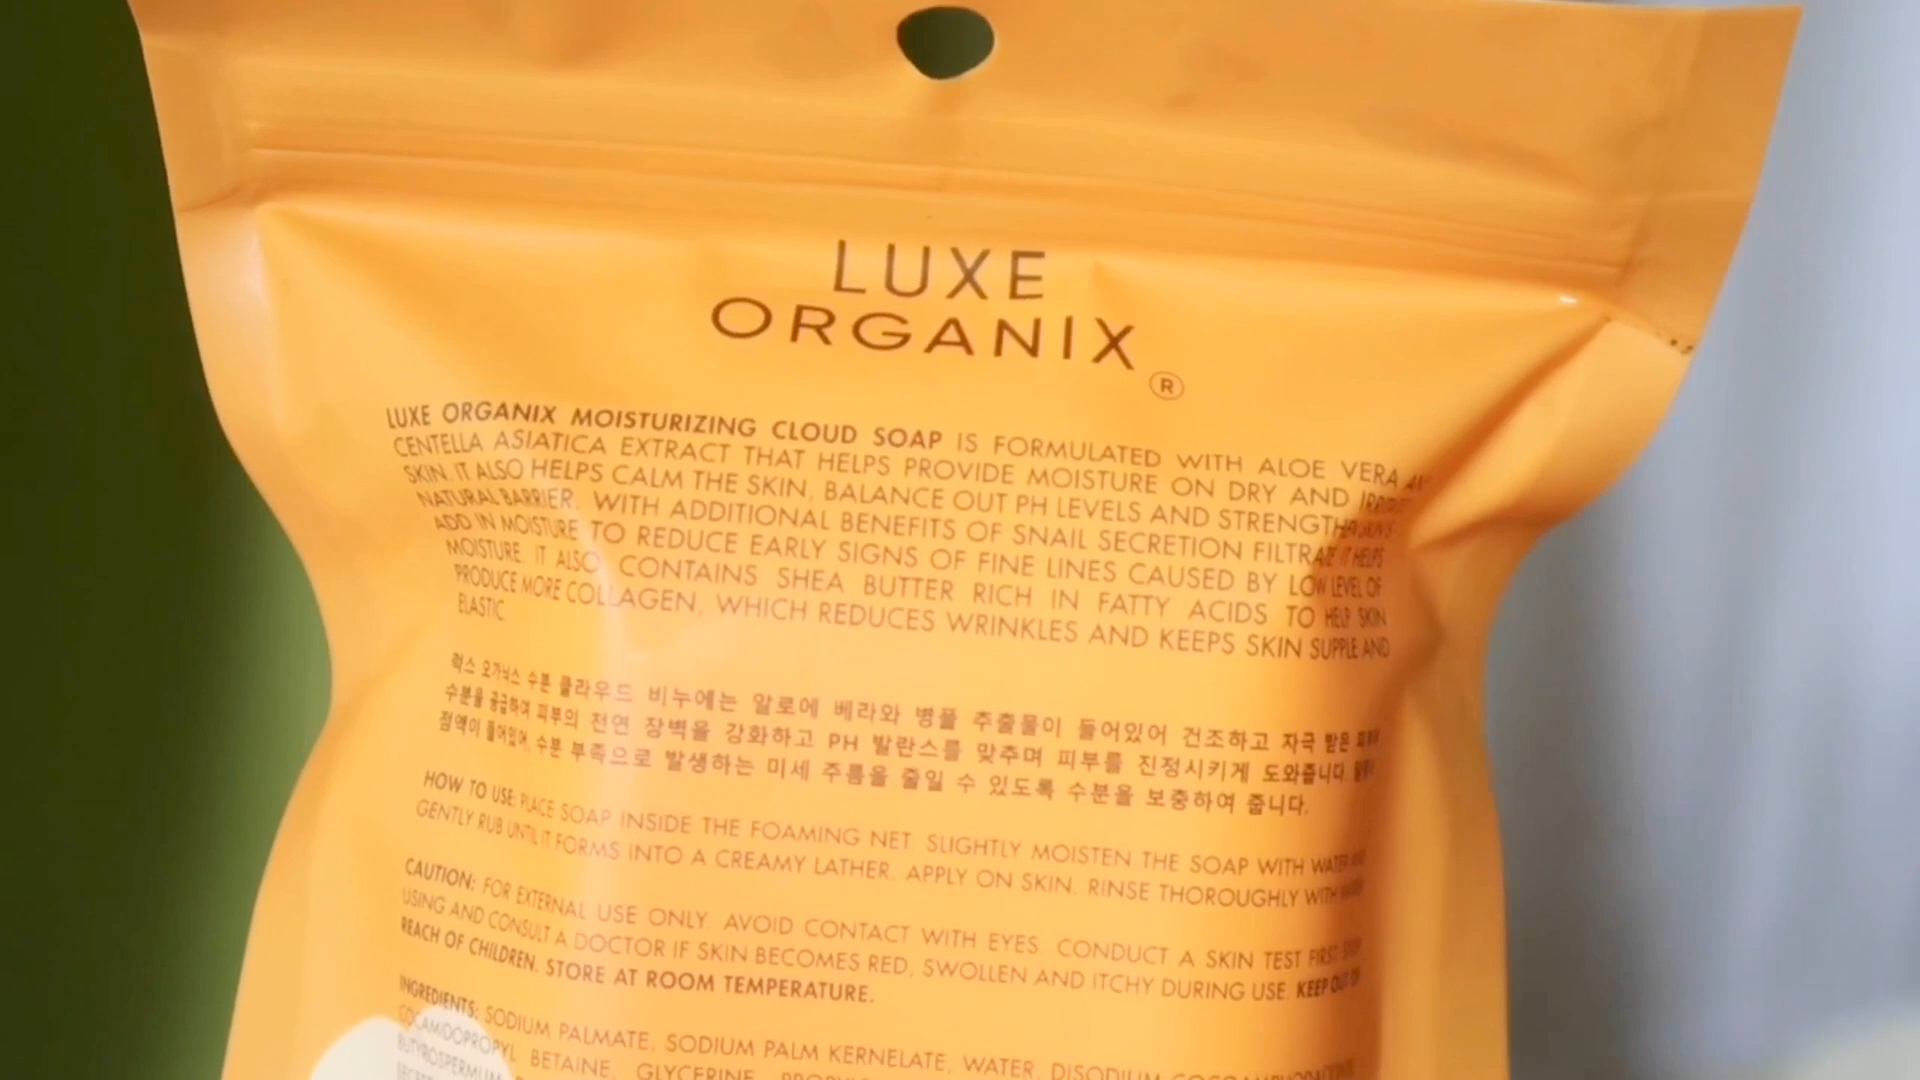 LUXE
ORGANIX
®
LUXE ORGANIX MOISTURIZING CLOUD SOAP IS FORMULATED WITH ALOE VERA
CENTELLA ASIATICA EXTRACT THAT HELPS PROVIDE MOISTURE ON DRY AND
SKIN. IT ALSO HELPS CALM THE SKIN, BALANCE OUT PH LEVELS AND STRENGTHEN SKIN'S
NATURAL BARRIER. WITH ADDITIONAL BENEFITS OF SNAIL SECRETION FILTRATE IT HELPS
ADD IN MOISTURE TO REDUCE EARLY SIGNS OF FINE LINES CAUSED BY LOW LEVEL OF
MOISTURE. IT ALSO CONTAINS SHEA BUTTER RICH IN FATTY ACIDS TO HELP SKIN
PRODUCE MORE COLLAGEN, WHICH REDUCES WRINKLES AND KEEPS SKIN SUPPLE AND
ELASTIC
럭스 오가닉스 수분 클라우드 비누에는 알로에 베라와 병풀 추출물이 들어있어 건조하고 자극 받은
수분을 공급하여 피부의 천연 장벽을 강화하고 PH 발란스를 맞추며 피부를 진정시키게 도와줍니다
점액이 들어있어, 수분 부족으로 발생하는 미세 주름을 줄일 수 있도록 수분을 보충하여 줍니다.
HOW TO USE: PLACE SOAP INSIDE THE FOAMING NET. SLIGHTLY MOISTEN THE SOAP WITH WATER
GENTLY RUB UNTIL IT FORMS INTO A CREAMY LATHER. APPLY ON SKIN. RINSE THOROUGHLY WITH
CAUTION: FOR EXTERNAL USE ONLY. AVOID CONTACT WITH EYES. CONDUCT A SKIN TEST FIRST
USING AND CONSULT A DOCTOR IF SKIN BECOMES RED, SWOLLEN AND ITCHY DURING USE. KEEP OUT OF
REACH OF CHILDREN. STORE AT ROOM TEMPERATURE.
INGREDIENTS: SODIUM PALMATE, SODIUM PALM KERNELATE, WATER, DISODIUM
COCAMIDOPROPYL BETAINE, GLYCERINE,
BUTYROSPERMUM